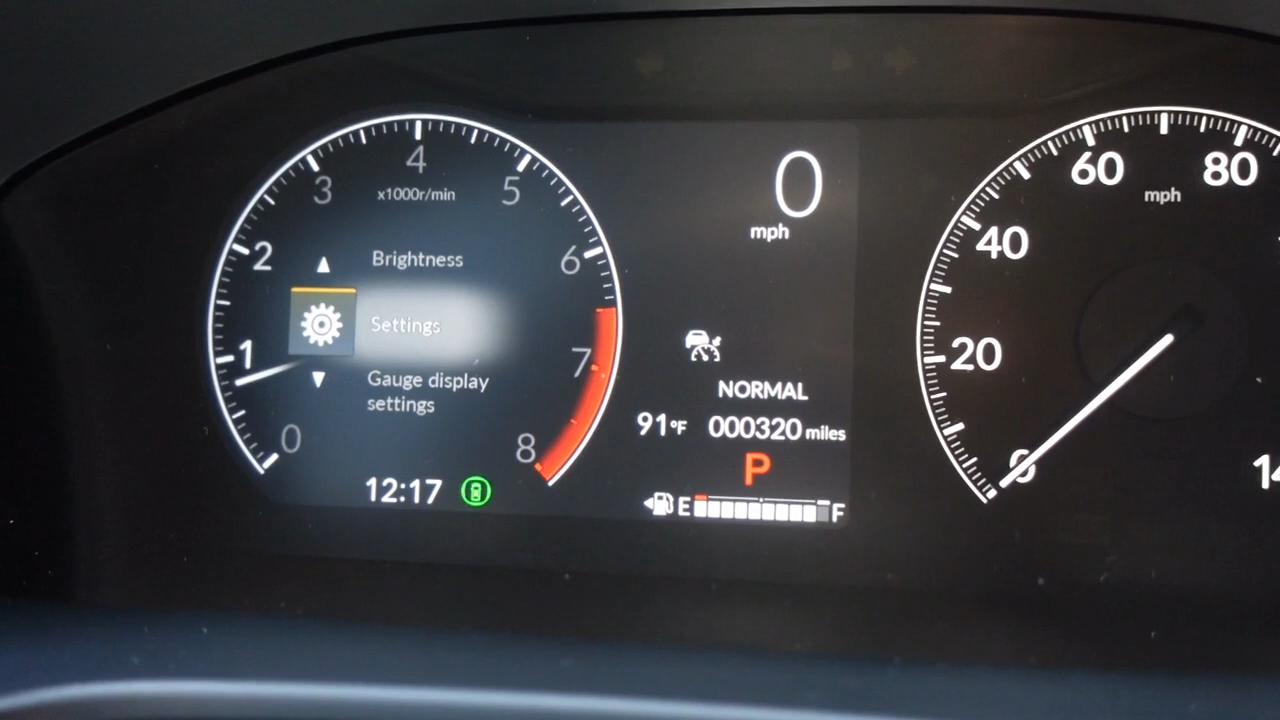 4
3
5
x1000r/min
2
6
Brightness
Settings
1
7
Gauge display
settings
0
8
12:17
0
mph
NORMAL
91°F 000320 miles
P
E F
60
80
mph
40
20
0